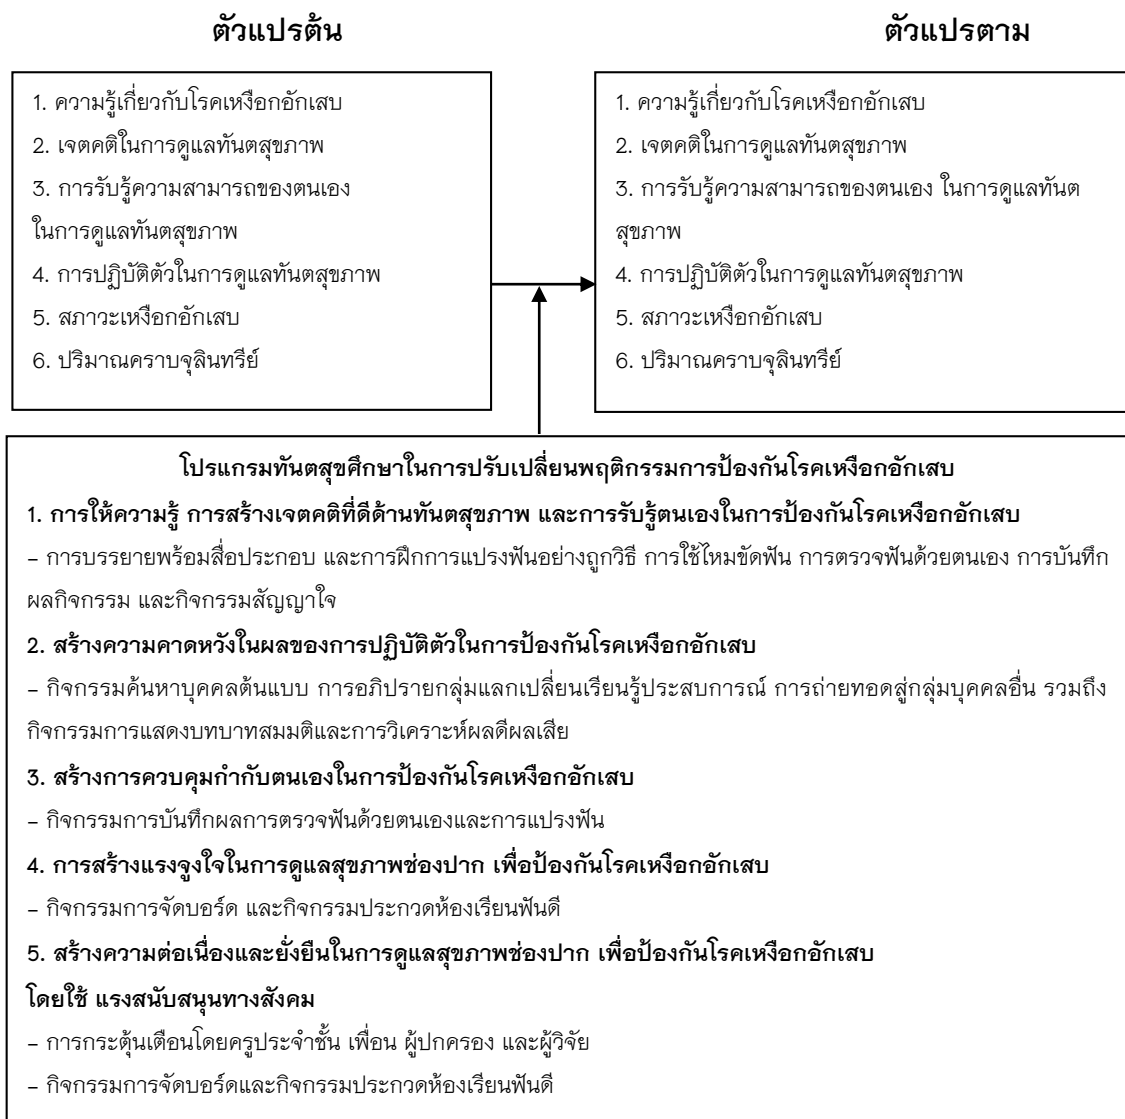 ตัวแปรต้น
ตัวแปรตาม
1. ความรู้เกี่ยวกับโรคเหงือกอักเสบ
2. เจตคติในการดูแลทันตสุขภาพ
3. การรับรู้ความสามารถของตนเอง
ในการดูแลทันตสุขภาพ
4. การปฏิบัติตัวในการดูแลทันตสุขภาพ
5. สภาวะเหงือกอักเสบ
6. ปริมาณคราบจุลินทรีย์
1. ความรู้เกี่ยวกับโรคเหงือกอักเสบ
2. เจตคติในการดูแลทันตสุขภาพ
3. การรับรู้ความสามารถของตนเอง ในการดูแลทันต
สุขภาพ
4. การปฏิบัติตัวในการดูแลทันตสุขภาพ
5. สภาวะเหงือกอักเสบ
6. ปริมาณคราบจุลินทรีย์
โปรแกรมทันตสุขศึกษาในการปรับเปลี่ยนพฤติกรรมการป้องกันโรคเหงือกอักเสบ
1. การให้ความรู้ การสร้างเจตคติที่ดีด้านทันตสุขภาพ และการรับรู้ตนเองในการป้องกันโรคเหงือกอักเสบ
– การบรรยายพร้อมสื่อประกอบ และการฝึกการแปรงฟันอย่างถูกวิธี การใช้ไหมขัดฟัน การตรวจฟันด้วยตนเอง การบันทึก
ผลกิจกรรม และกิจกรรมสัญญาใจ
2. สร้างความคาดหวังในผลของการปฏิบัติตัวในการป้องกันโรคเหงือกอักเสบ
– กิจกรรมค้นหาบุคคลต้นแบบ การอภิปรายกลุ่มแลกเปลี่ยนเรียนรู้ประสบการณ์ การถ่ายทอดสู่กลุ่มบุคคลอื่น รวมถึง
กิจกรรมการแสดงบทบาทสมมติและการวิเคราะห์ผลดีผลเสีย
3. สร้างการควบคุมกำกับตนเองในการป้องกันโรคเหงือกอักเสบ
– กิจกรรมการบันทึกผลการตรวจฟันด้วยตนเองและการแปรงฟัน
4. การสร้างแรงจูงใจในการดูแลสุขภาพช่องปาก เพื่อป้องกันโรคเหงือกอักเสบ
– กิจกรรมการจัดบอร์ด และกิจกรรมประกวดห้องเรียนฟันดี
5. สร้างความต่อเนื่องและยั่งยืนในการดูแลสุขภาพช่องปาก เพื่อป้องกันโรคเหงือกอักเสบ
โดยใช้ แรงสนับสนุนทางสังคม
– การกระตุ้นเตือนโดยครูประจำชั้น เพื่อน ผู้ปกครอง และผู้วิจัย
– กิจกรรมการจัดบอร์ดและกิจกรรมประกวดห้องเรียนฟันดี